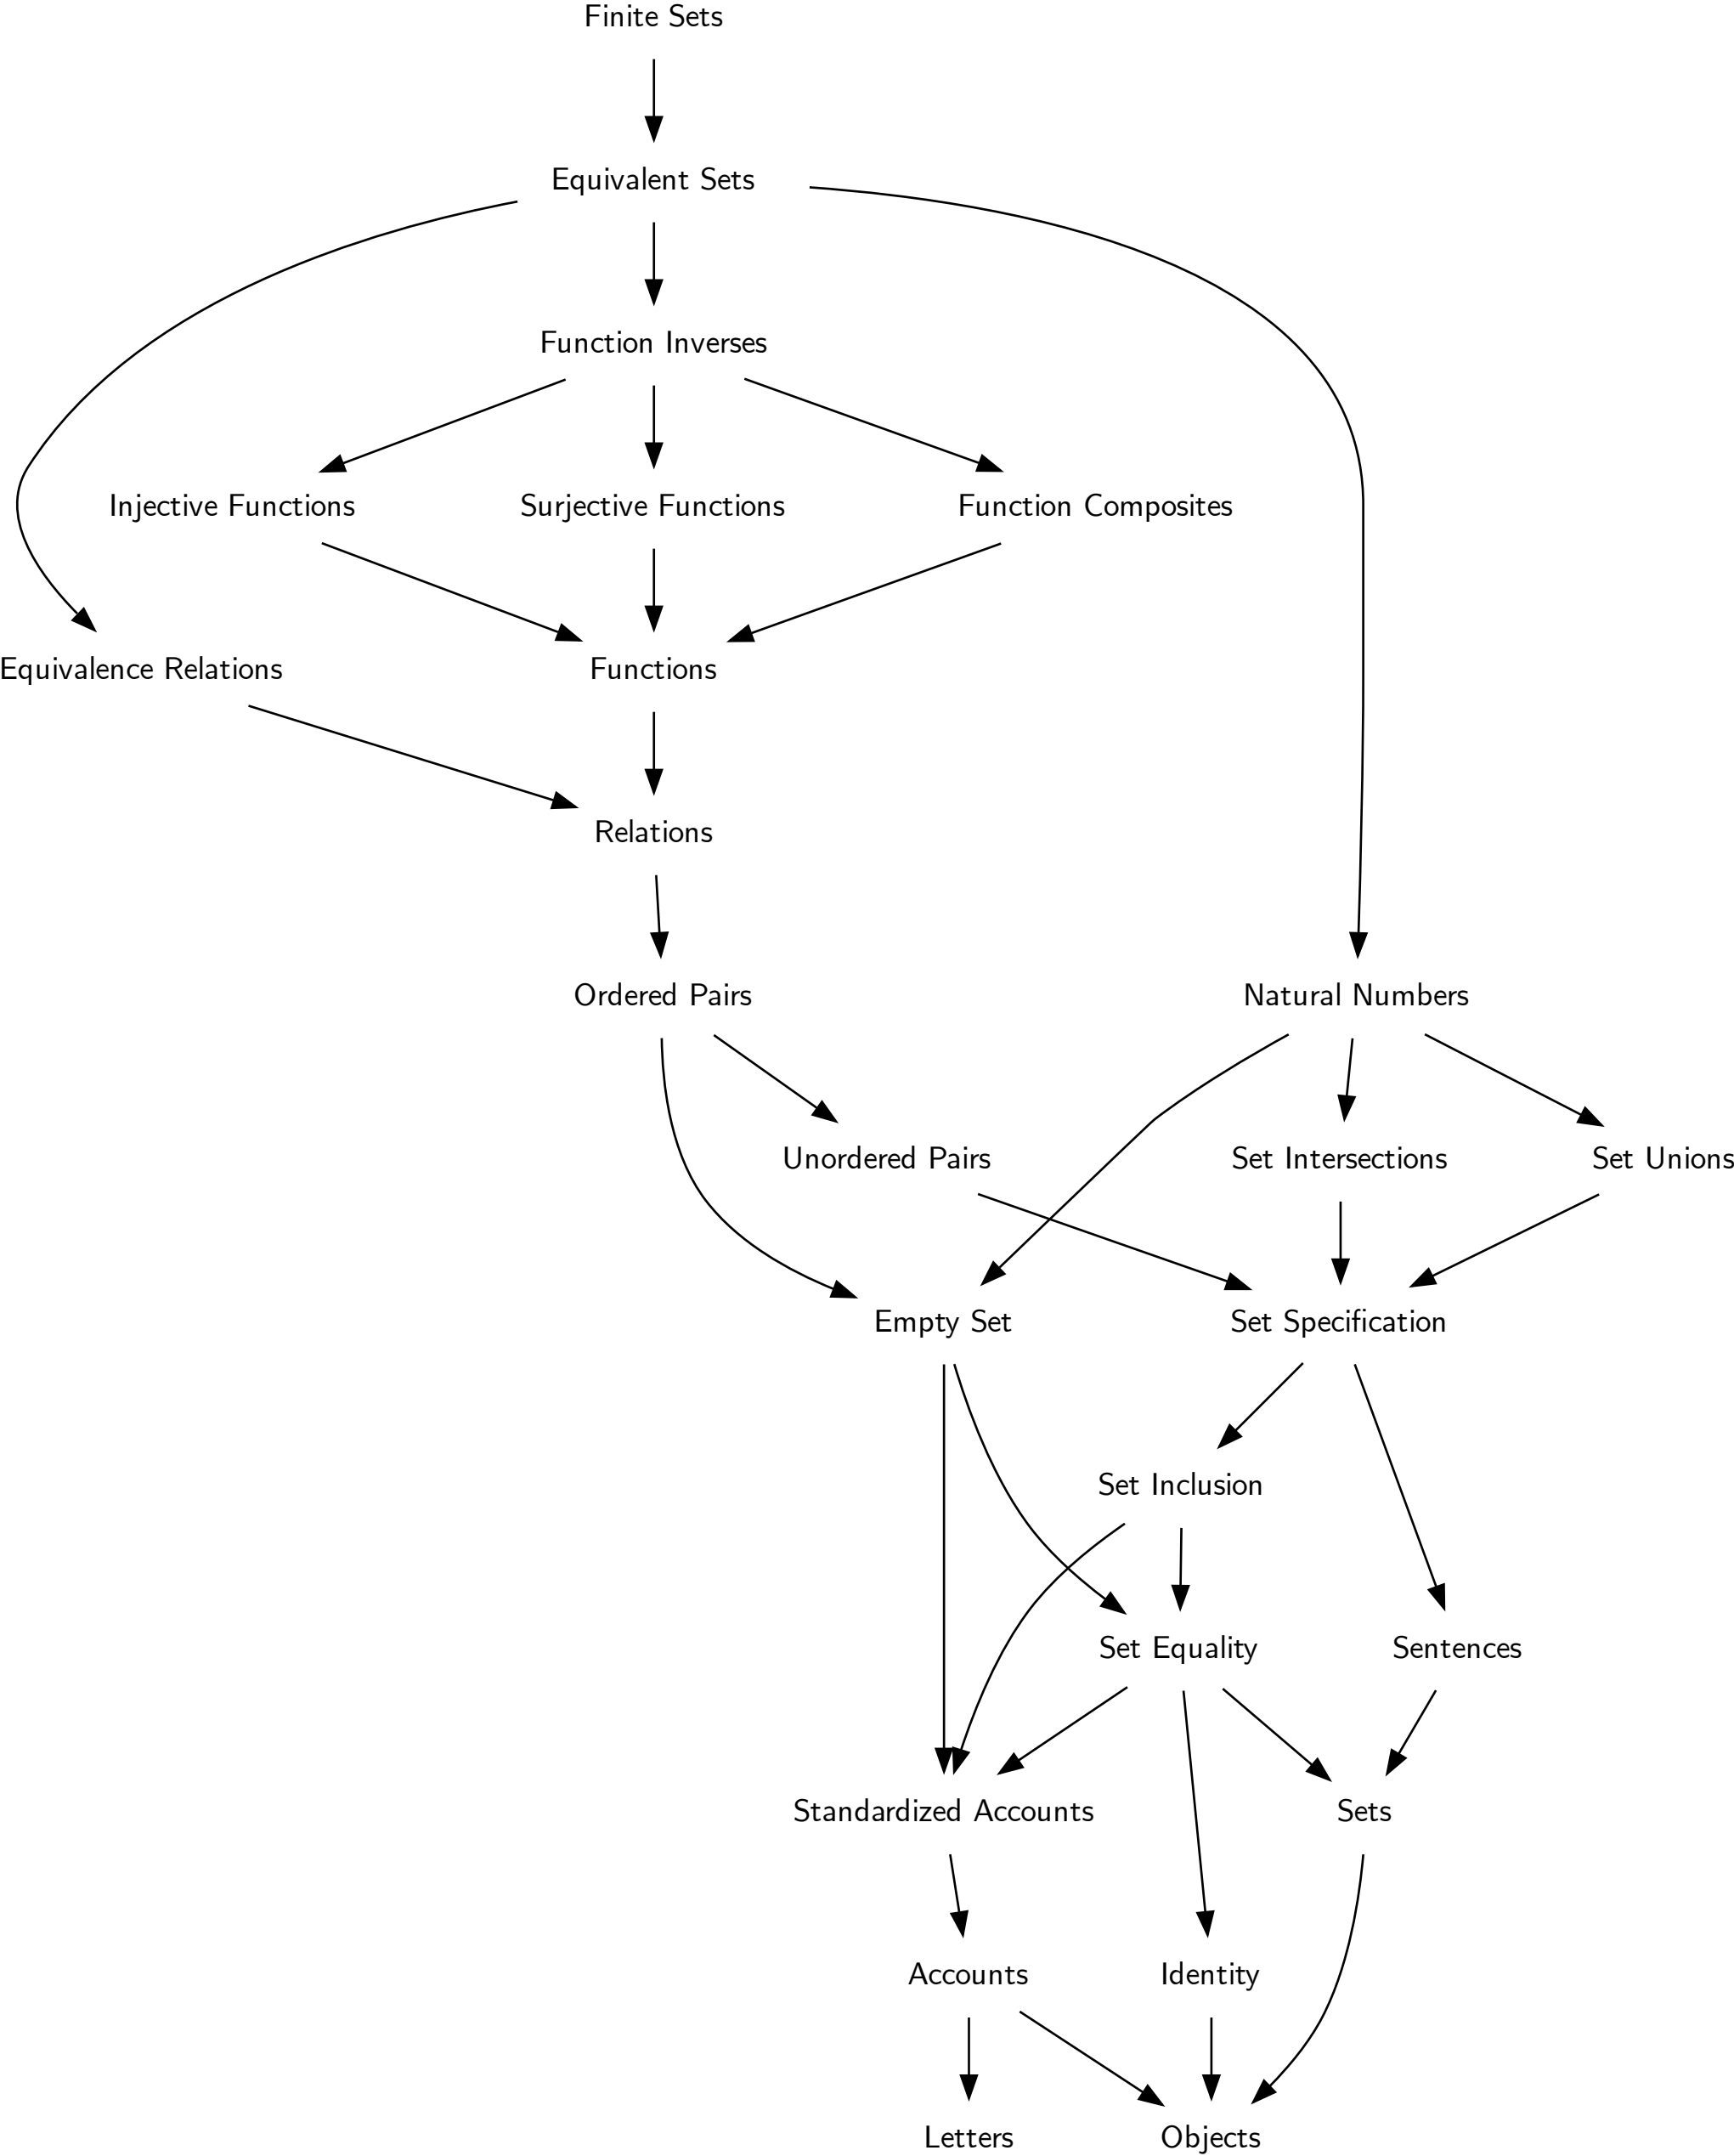 Finite Sets
Equivalent Sets
Function Inverses
Injective Functions
Surjective Functions
Function Composites
Equivalence Relations
Functions
Relations
Ordered Pairs
Natural Numbers
Unordered Pairs
Set Intersections
Set Unions
Empty Set
Set Specification
Set Inclusion
Set Equality
Sentences
Standardized Accounts
Sets
Accounts
Identity
Letters
Objects